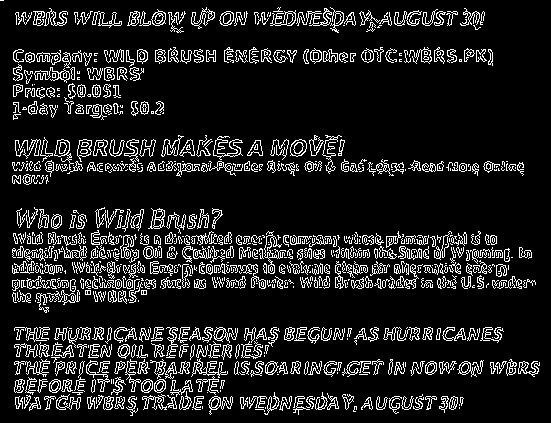 WBRS WILL BLOW UP ON WEDNESDAY, AUGUST 30!
Company: WILD BRUSH ENERGY (Other OTC:WBRS.PK)
Symbol: WBRS
Price: $0.051
1-day Target: $0.2
WILD BRUSH MAKES A MOVE!
Wild Brush Acquires Additional Powder River Oil & Gas Lease. Read More Online
NOW!
Who is Wild Brush?
Wild Brush Energy is a diversified energy company whose primary goal is to
identify and develop Oil & Coalbed Methane sites within the State of Wyoming. In
addition, Wild Brush Energy continues to evaluate clean air alternative energy
producing technologies such as Wind Power. Wild Brush trades in the U.S. under
the symbol "WBRS."
THE HURRICANE SEASON HAS BEGUN! AS HURRICANES
THREATEN OIL REFINERIES!
THE PRICE PER BARREL IS SOARING! GET IN NOW ON WBRS
BEFORE IT'S TOO LATE!
WATCH WBRS TRADE ON WEDNESDAY, AUGUST 30!